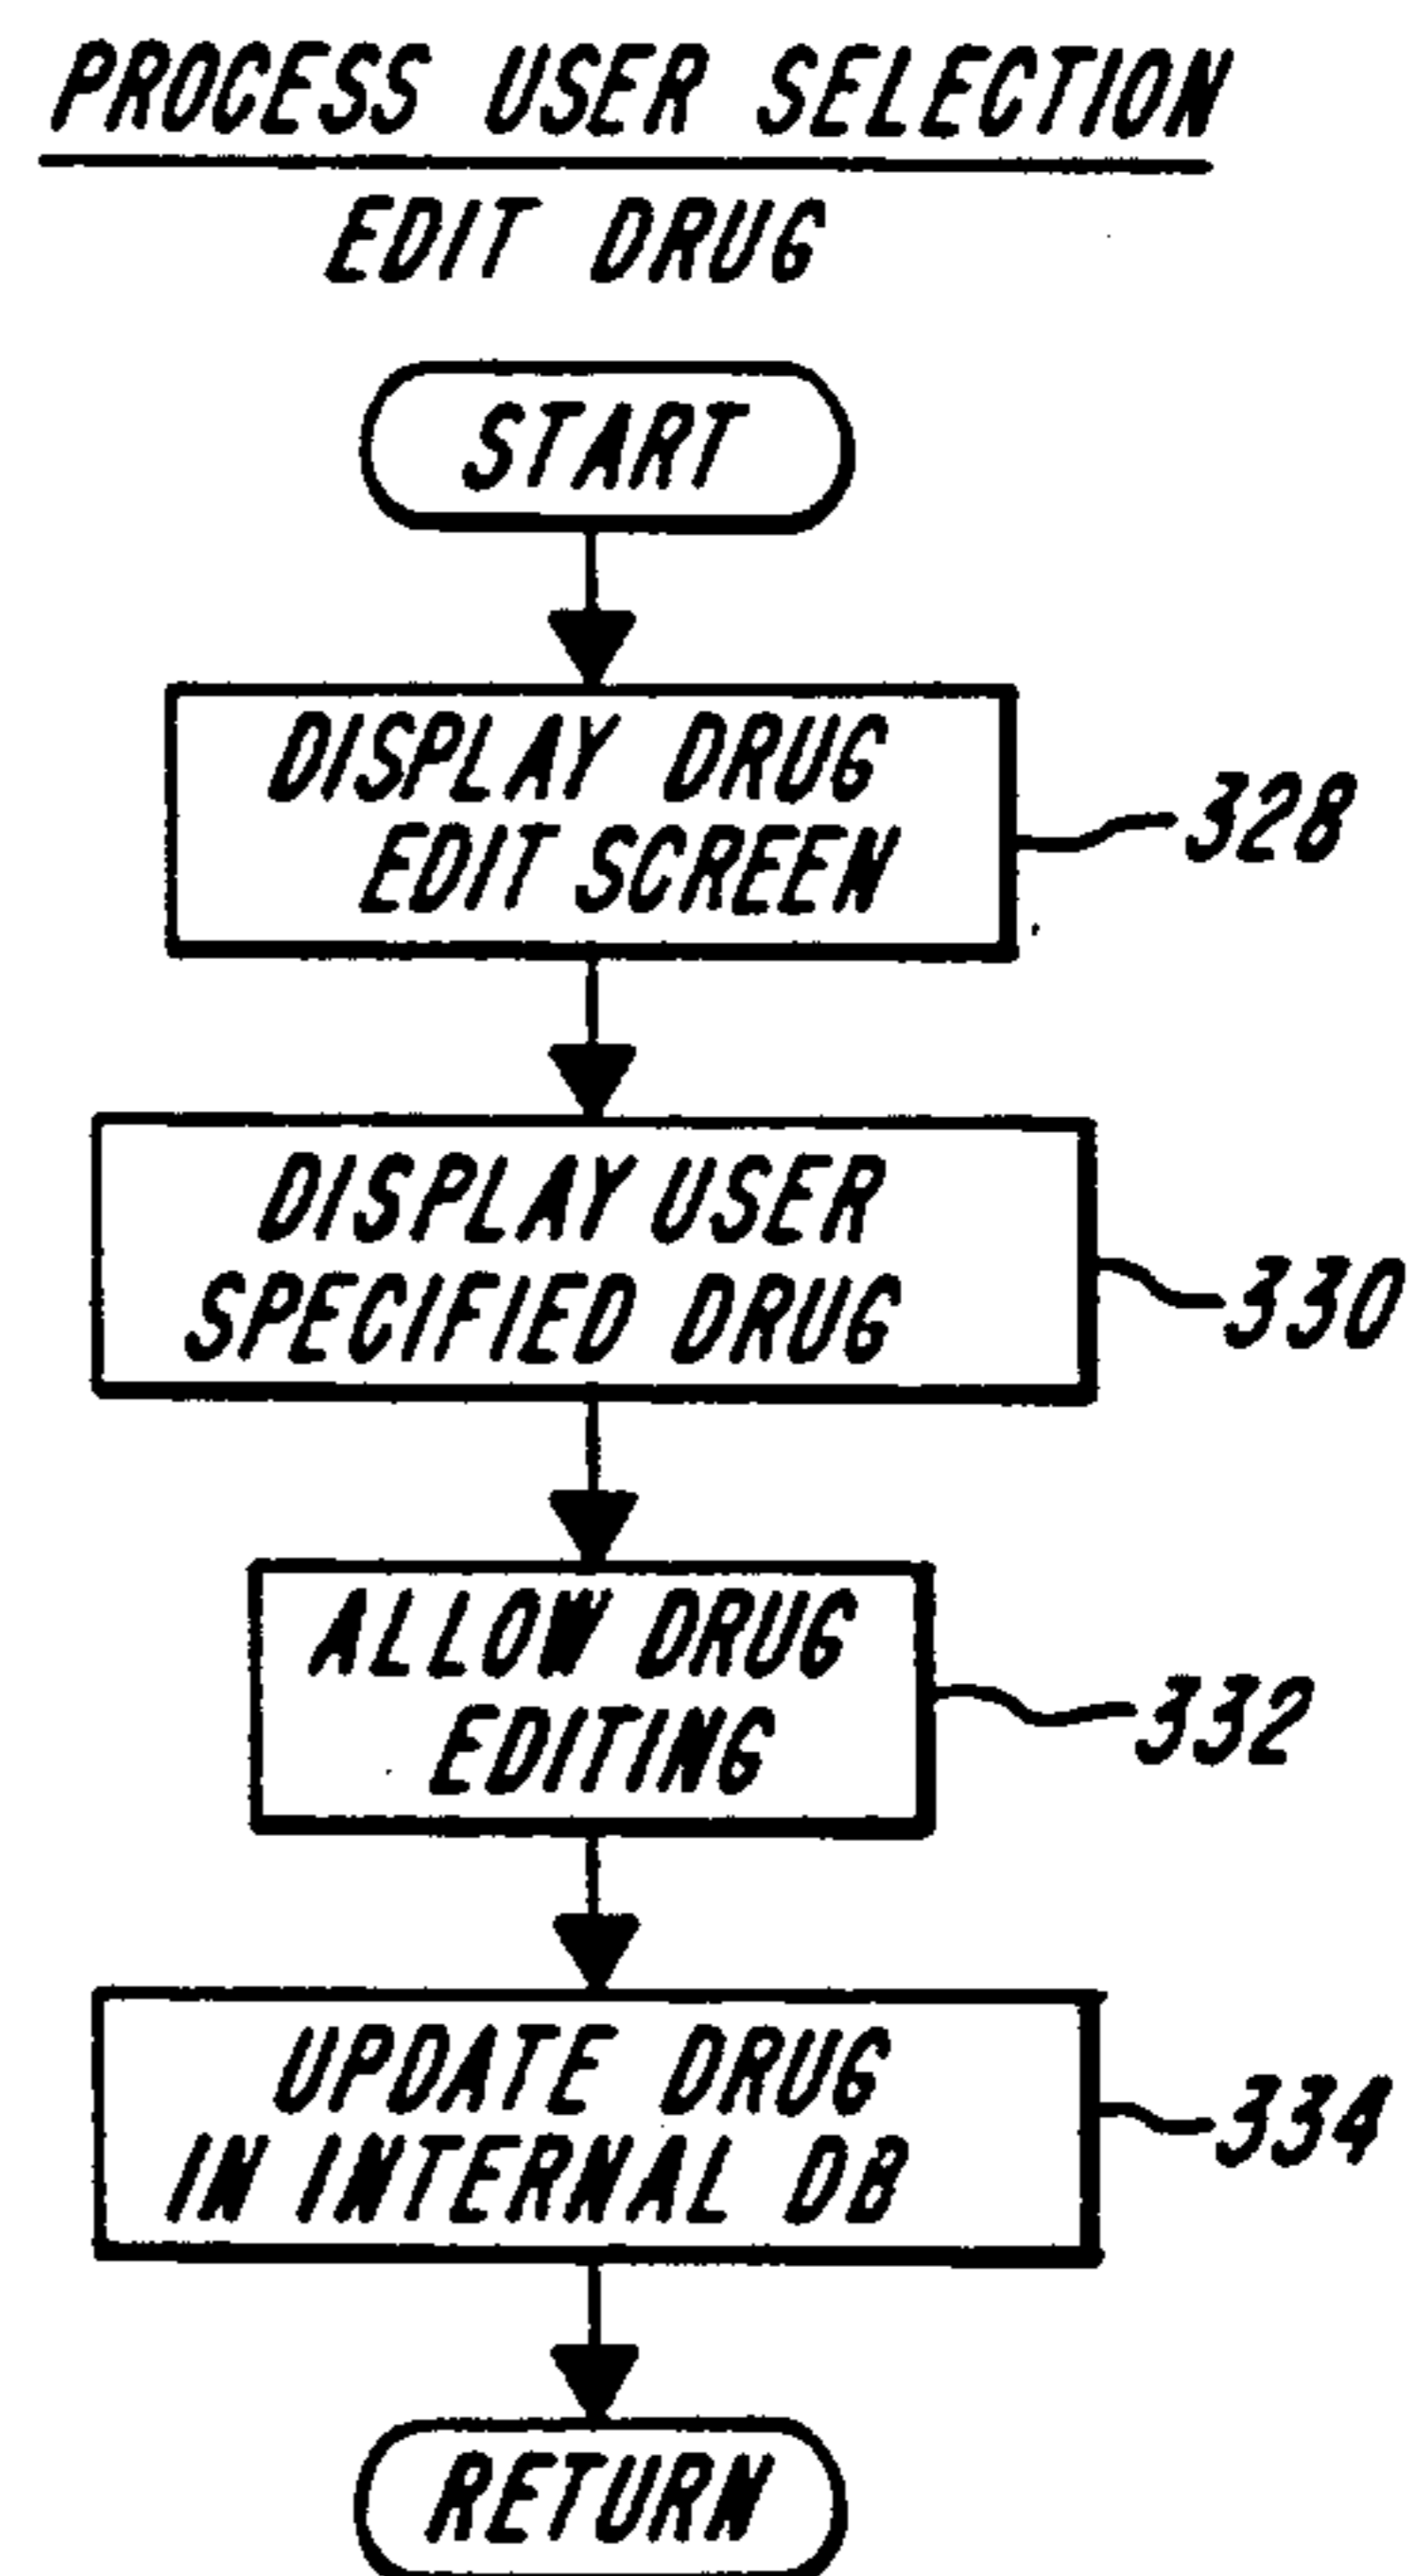 PROCESS USER SELECTION
EDIT DRUG
START
DISPLAY DRUG
EDIT SCREEN
328
DISPLAY USER
SPECIFIED DRUG
330
ALLOW DRUG
EDITING
332
UPDATE DRUG
IN INTERNAL DB
334
RETURN